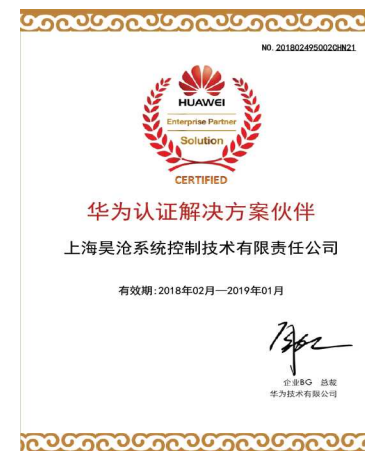 NO. 201802495002CHN21
HUAWEI
Enterprise Partner
Solution
CERTIFIED
华为认证解决方案伙伴
上海昊沧系统控制技术有限责任公司
有效期:2018年02月—2019年01月
企业BG 总裁
华为技术有限公司